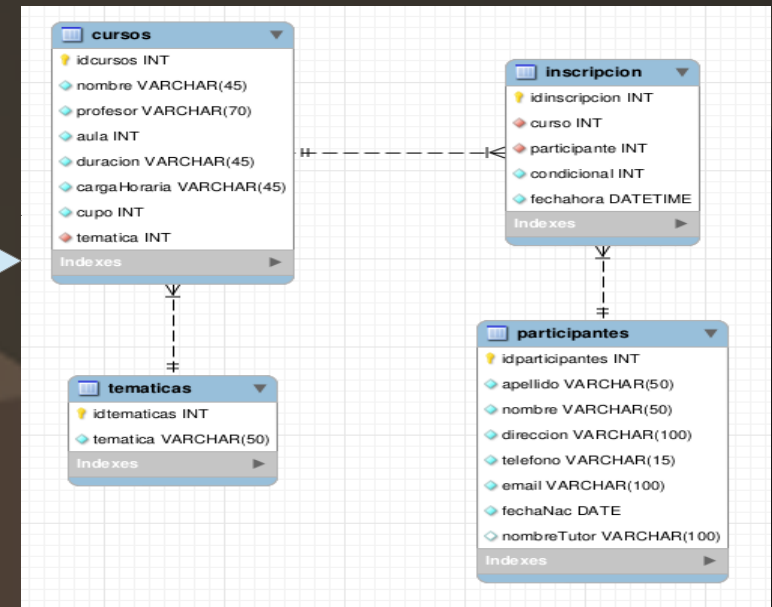 cursos
idcursos INT
nombre VARCHAR(45)
profesor VARCHAR(70)
aula INT
duracion VARCHAR(45)
cargaHoraria VARCHAR(45)
cupo INT
tematica INT
Indexes
inscripcion
idinscripcion INT
curso INT
participante INT
condicional INT
fechahora DATETIME
Indexes
tematicas
idtematicas INT
tematica VARCHAR(50)
Indexes
participantes
idparticipantes INT
apellido VARCHAR(50)
nombre VARCHAR(50)
direccion VARCHAR(100)
telefono VARCHAR(15)
email VARCHAR(100)
fechaNac DATE
nombreTutor VARCHAR(100)
Indexes